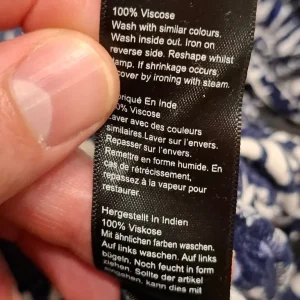 100% Viscose
Wash with similar colours.
Wash inside out. Iron on
reverse side. Reshape whilst
damp. If shrinkage occurs,
recover by ironing with steam.
Fabriqué En Inde
100% Viscose
Laver avec des couleurs
similaires Laver sur l'envers.
Repasser sur l'envers.
Remettre en forme humide. En
cas de rétrécissement,
repassez à la vapeur pour
restaurer.
Hergestellt in Indien
100% Viskose
Mit ähnlichen farben waschen.
Auf links waschen. Auf links
bügeln. Noch feucht in form
ziehen. Sollte der artikel
eingehen, kann dies mit